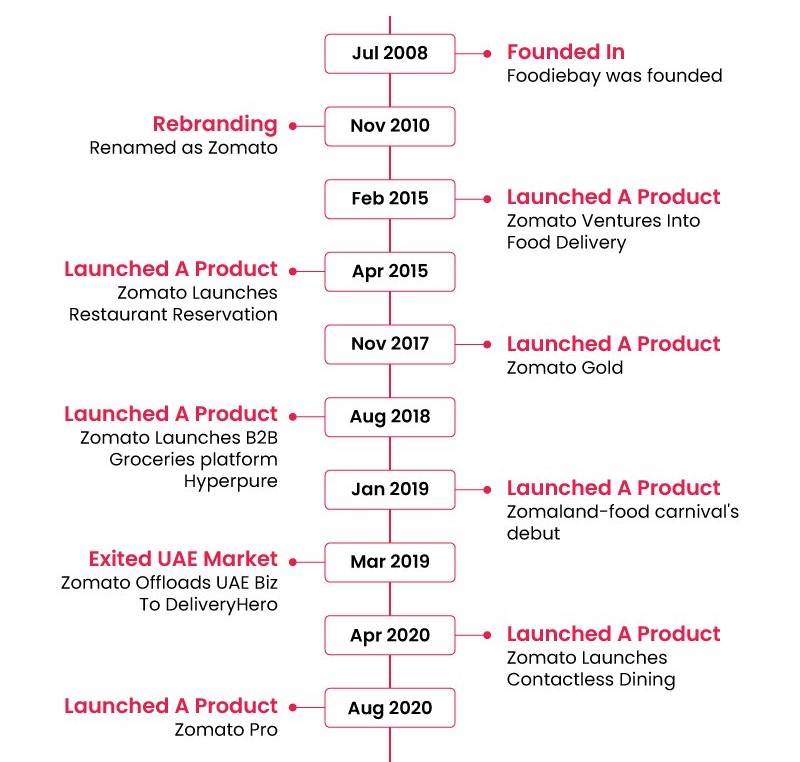 Jul 2008
Founded In
Foodiebay was founded
Rebranding
Renamed as Zomato
Nov 2010
Feb 2015
Launched A Product
Zomato Ventures Into
Food Delivery
Launched A Product
Zomato Launches
Restaurant Reservation
Apr 2015
Nov 2017
Launched A Product
Zomato Gold
Launched A Product
Zomato Launches B2B
Groceries platform
Hyperpure
Aug 2018
Jan 2019
Launched A Product
Zomaland-food carnival's
debut
Exited UAE Market
Zomato Offloads UAE Biz
To DeliveryHero
Mar 2019
Apr 2020
Launched A Product
Zomato Launches
Contactless Dining
Launched A Product
Zomato Pro
Aug 2020